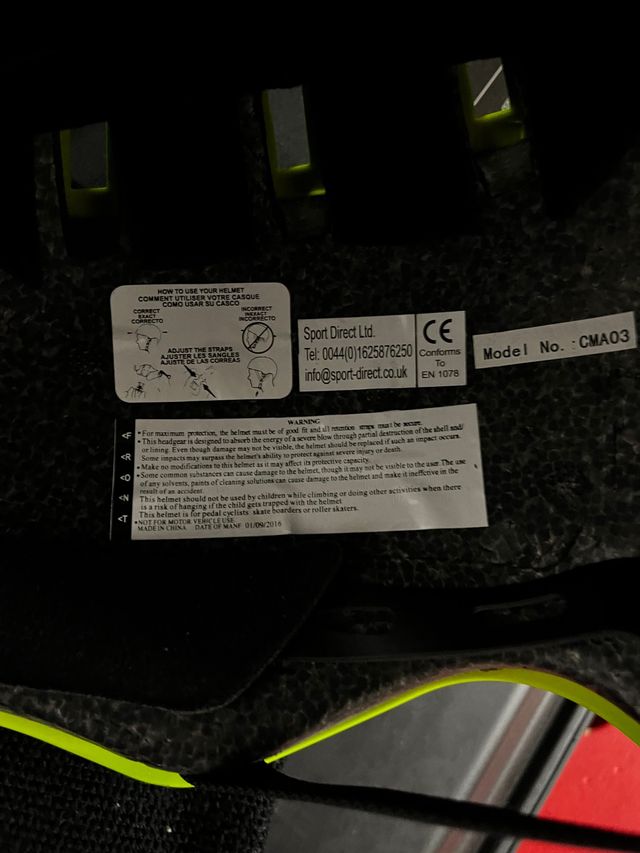 HOW TO USE YOUR HELMET
COMMENT UTILISER VOTRE CASQUE
COMO USAR SU CASCO
CORRECT
EXACT
CORRECTO
INCORRECT
INEXACT
INCORRECTO
ADJUST THE STRAPS
AJUSTER LES SANGLES
AJUSTE DE LAS CORREAS
Sport Direct Ltd.
Tel: 0044(0)1625876250
info@sport-direct.co.uk
CE
Conforms
To
EN 1078
Model No. :CMA03
WARNING
•For maximum protection, the helmet must be of good fit and all retention straps must be secure.
•This headgear is designed to absorb the energy of a severe blow through partial destruction of the shell and/
or lining. Even though damage may not be visible, the helmet should be replaced if such an impact occurs.
Some impacts may surpass the helmet's ability to protect against severe injury or death.
•Make no modifications to this helmet as it may affect its protective capacity.
•Some common substances can cause damage to the helmet, though it may not be visible to the user. The use
of any solvents, paints of cleaning solutions can cause damage to the helmet and make it ineffective in the
result of an accident.
This helmet should not be used by children while climbing or doing other activities when there
is a risk of hanging if the child gets trapped with the helmet
This helmet is for pedal cyclists skate boarders or roller skaters.
•NOT FOR MOTOR VEHICLE USE.
MADE IN CHINA DATE OF MANF 01/09/2016